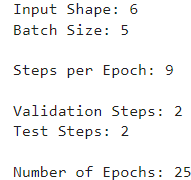 Input Shape: 6
Batch Size: 5
Steps per Epoch: 9
Validation Steps: 2
Test Steps: 2
Number of Epochs: 25